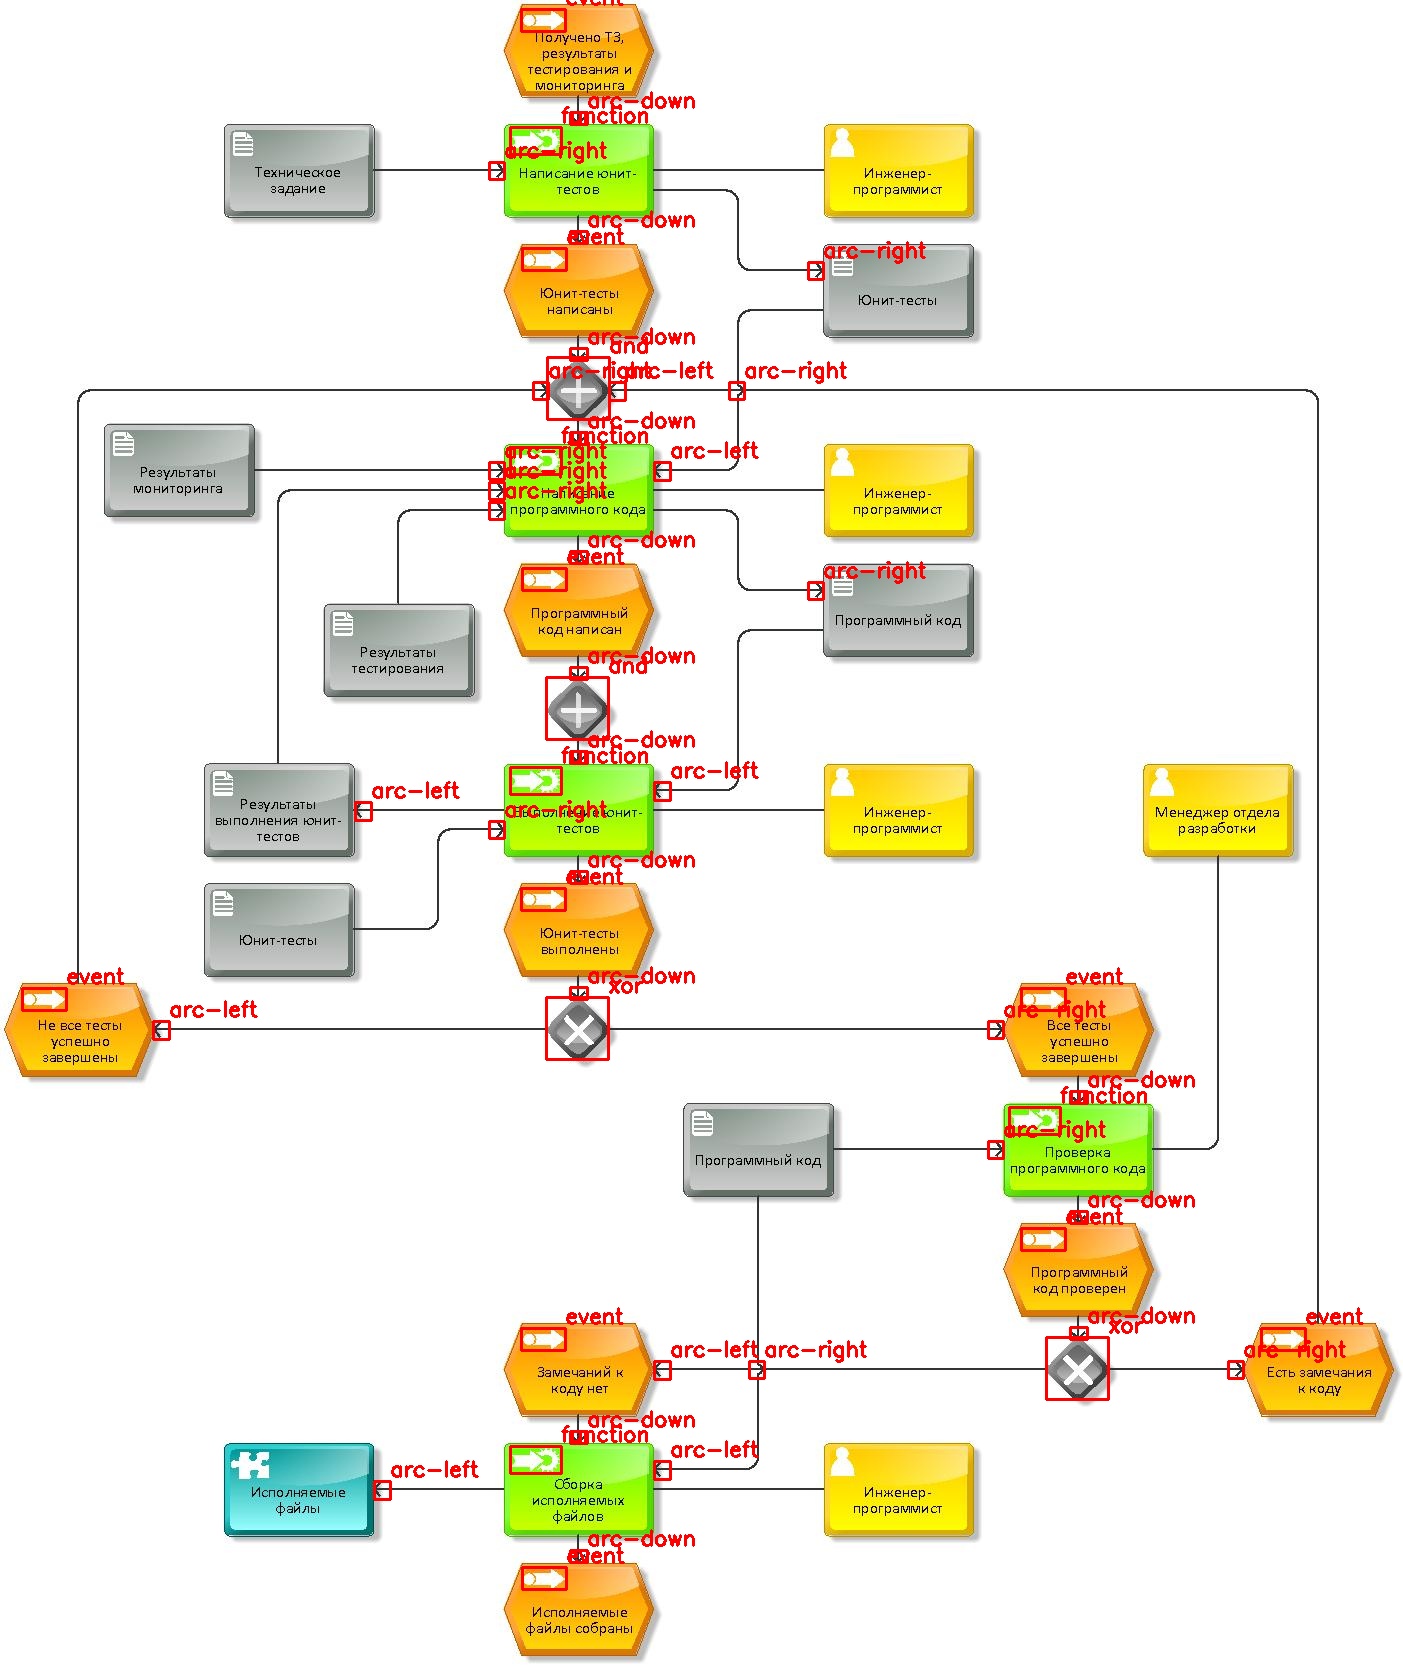 event
Получено ТЗ,
результаты
тестирования и
мониторинга
arc-down
function
arc-right
Техническое
задание
Написание юнит-
тестов
Инженер-
программист
arc-down
event
arc-right
Юнит-тесты
написаны
Юнит-тесты
arc-down
and
arc-right
arc-left
arc-right
arc-down
function
arc-right
arc-right
arc-right
arc-left
Результаты
мониторинга
Написание
программного кода
Инженер-
программист
arc-down
event
arc-right
Программный
код написан
Программный код
Результаты
тестирования
arc-down
and
arc-down
function
arc-left
arc-left
arc-right
Результаты
выполнения юнит-
тестов
Выполнение юнит-
тестов
Инженер-
программист
Менеджер отдела
разработки
arc-down
event
Юнит-тесты
Юнит-тесты
выполнены
event
arc-down
xor
event
arc-left
arc-right
Не все тесты
успешно
завершены
Все тесты
успешно
завершены
arc-down
function
arc-right
Программный код
Проверка
программного кода
arc-down
event
Программный
код проверен
event
arc-down
xor
event
arc-left
arc-right
arc-right
Замечаний к
коду нет
Есть замечания
к коду
arc-down
function
arc-left
arc-left
Исполняемые
файлы
Сборка
исполняемых
файлов
Инженер-
программист
arc-down
event
Исполняемые
файлы собраны